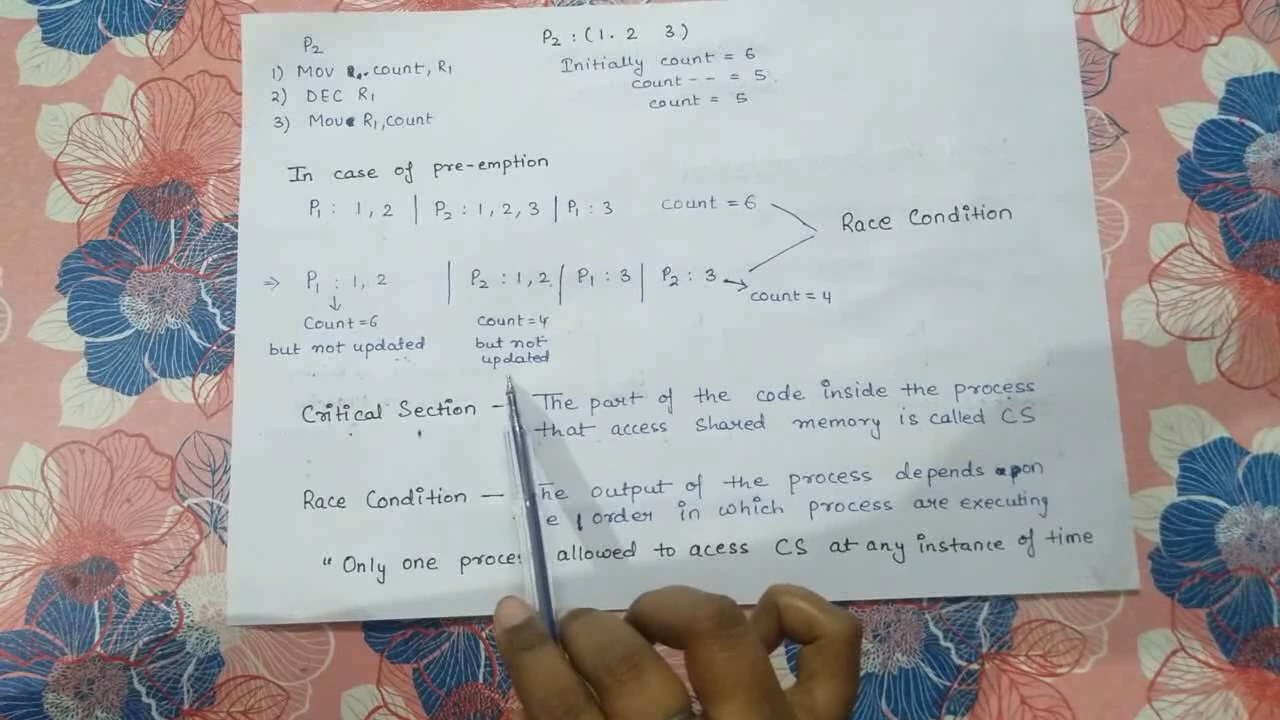 P2
1) Mov count, R1
2) DEC R1
3) Move R1, count
P2 : (1. 2 3)
Initially count = 6
count - - = 5
count = 5
In case of pre-emption
P1 : 1, 2 | P2 : 1, 2, 3 | P1 : 3 count = 6
Race Condition
⇒ P1 : 1, 2 | P2 : 1, 2. | P1 : 3 | P2 : 3 → count = 4
↓
Count = 6
but not updated
count = 4
but not
updated
Critical Section - The part of the code inside the process
that access shared memory is called CS
Race Condition — he output of the process depends upon
e order in which process are executing
" Only one proces allowed to acess CS at any instance of time